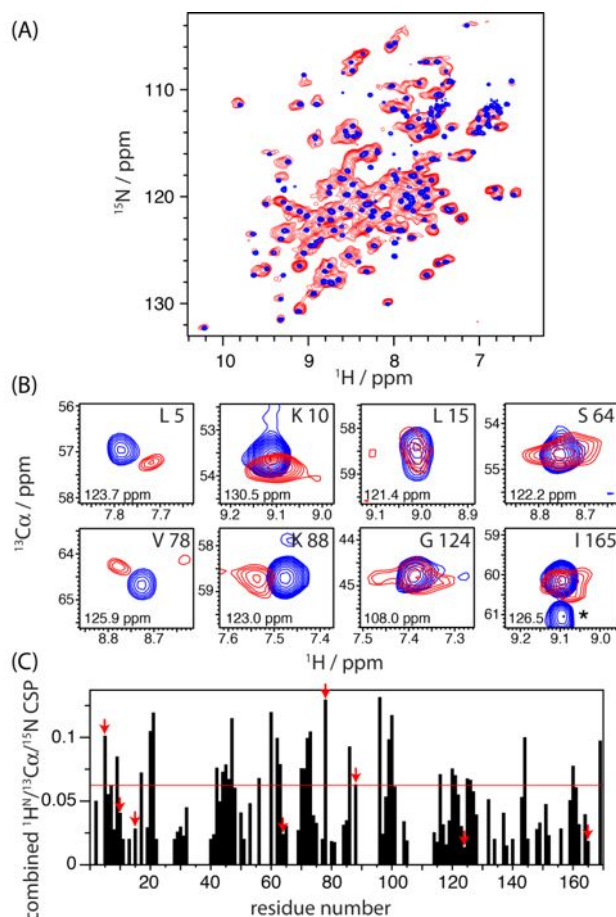 (A)
110
120
130
¹⁵N / ppm
10 9 8 7
¹H / ppm
(B)
56
57
58
L 5
123.7 ppm
7.8 7.7
53
54
K 10
130.5 ppm
9.2 9.1 9.0
58
59
L 15
121.4 ppm
9.1 9.0
54
55
S 64
122.2 ppm
8.8 8.7
64
65
V 78
125.9 ppm
8.8 8.7
58
59
K 88
123.0 ppm
7.6 7.5 7.4
44
45
G 124
108.0 ppm
7.5 7.4 7.3
60
61
I 165
126.5
*
9.1 9.0
¹³Cα / ppm
¹H / ppm
(C)
combined ¹Hᴺ/¹³Cα/¹⁵N CSP
0.1
0.05
0
20 40 60 80 100 120 140 160
residue number